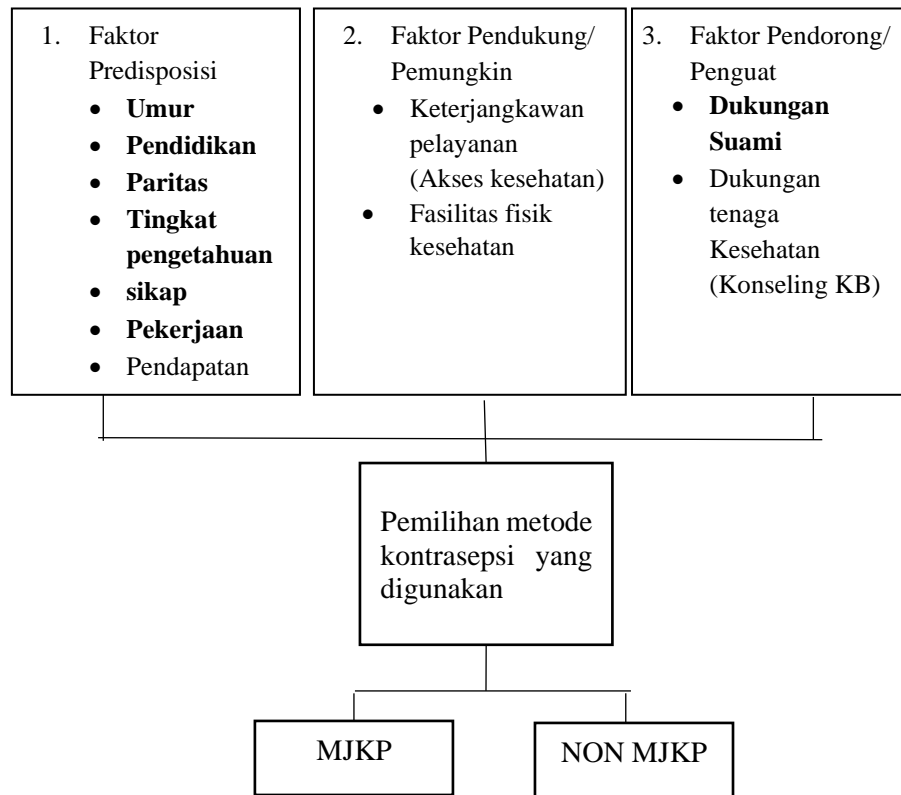 1. Faktor
Predisposisi
• Umur
• Pendidikan
• Paritas
• Tingkat
pengetahuan
• sikap
• Pekerjaan
• Pendapatan
2. Faktor Pendukung/
Pemungkin
• Keterjangkawan
pelayanan
(Akses kesehatan)
• Fasilitas fisik
kesehatan
3. Faktor Pendorong/
Penguat
• Dukungan
Suami
• Dukungan
tenaga
Kesehatan
(Konseling KB)
Pemilihan metode
kontrasepsi yang
digunakan
MJKP
NON MJKP